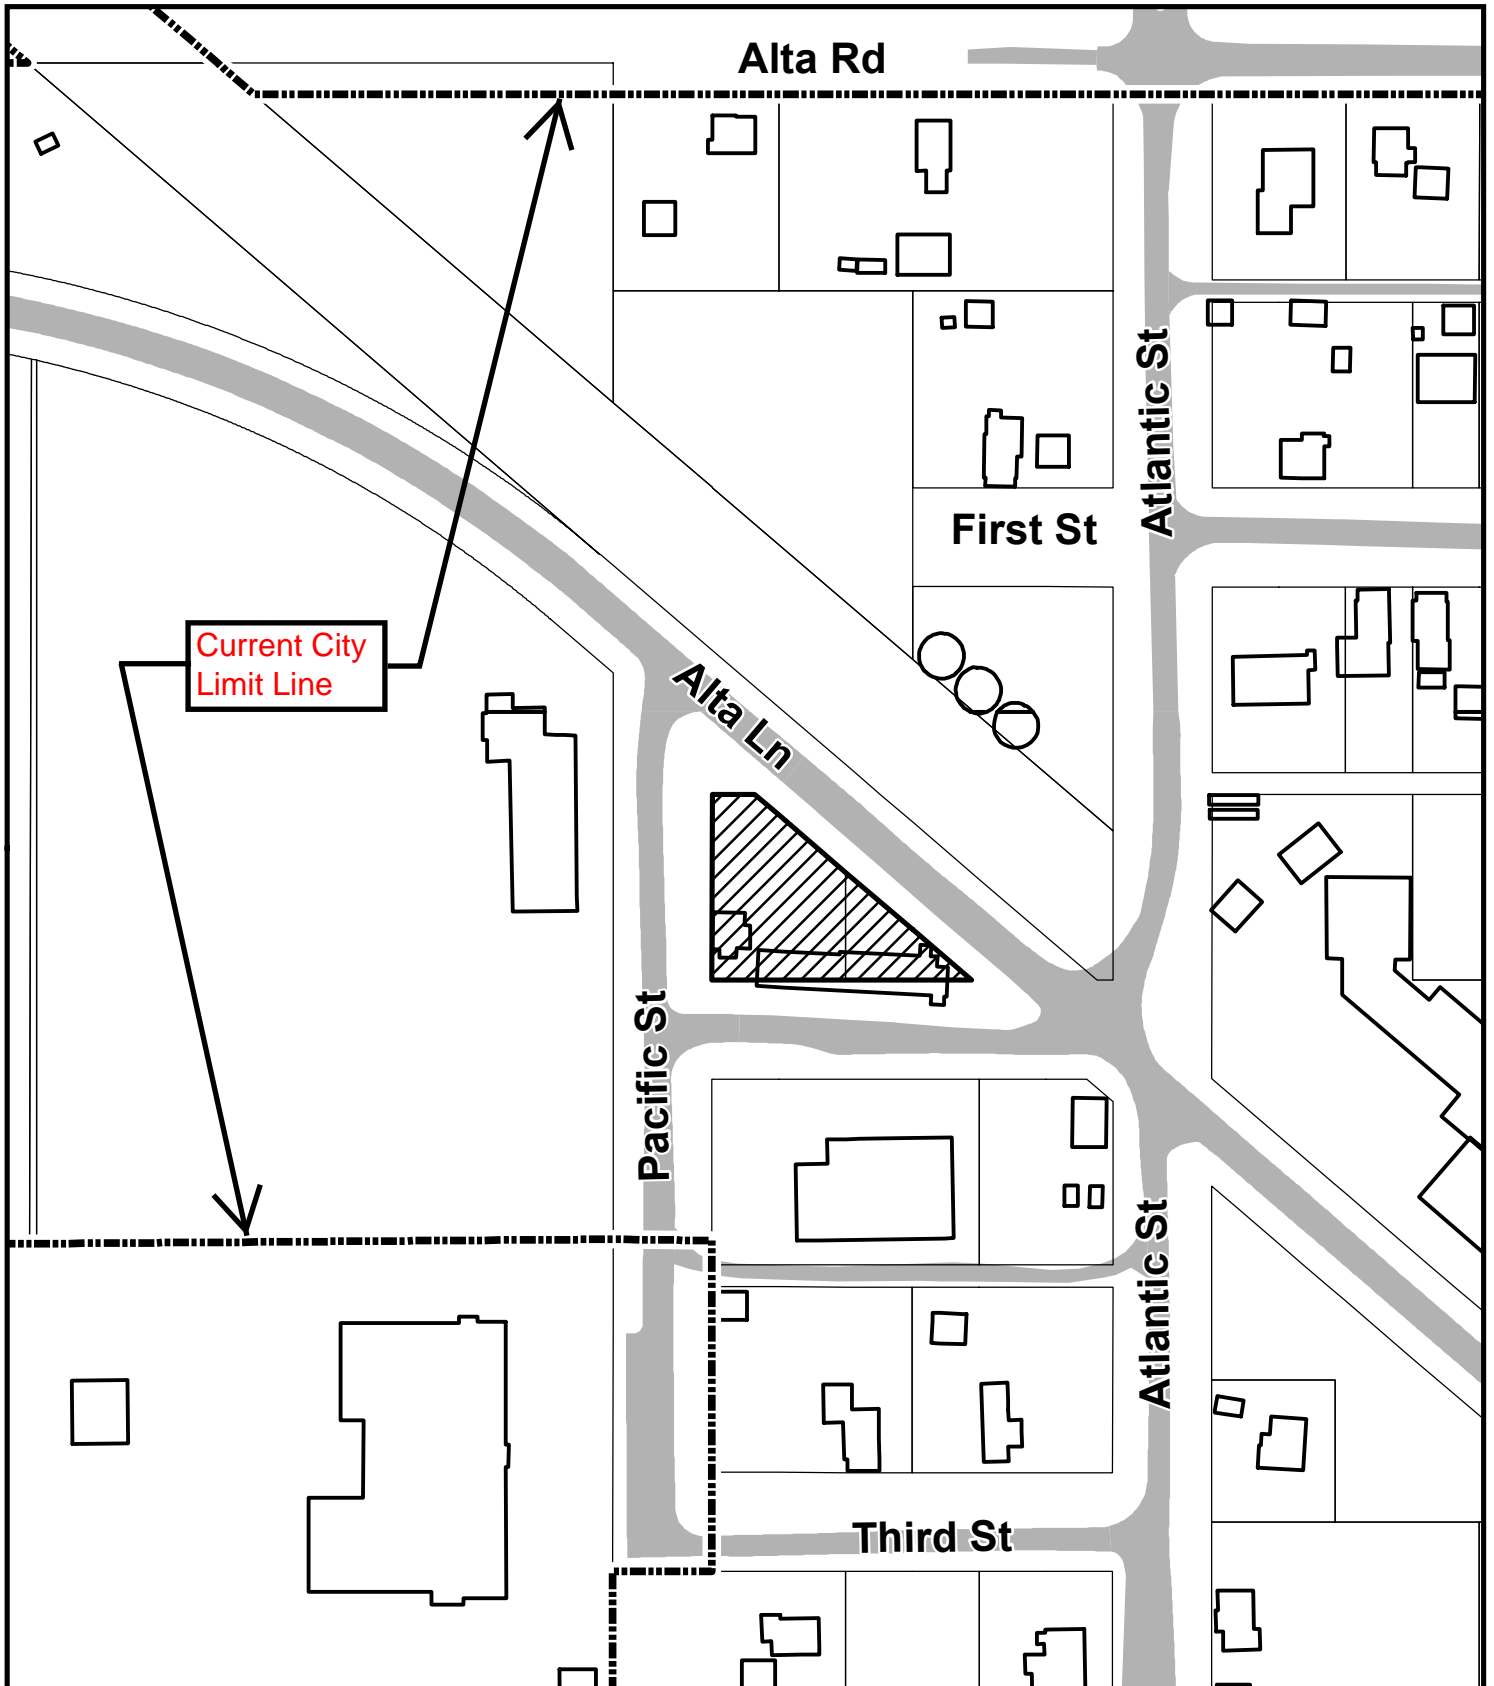 Alta Rd
Atlantic St
First St
Current City
Limit Line
Alta Ln
Pacific St
Atlantic St
Third St